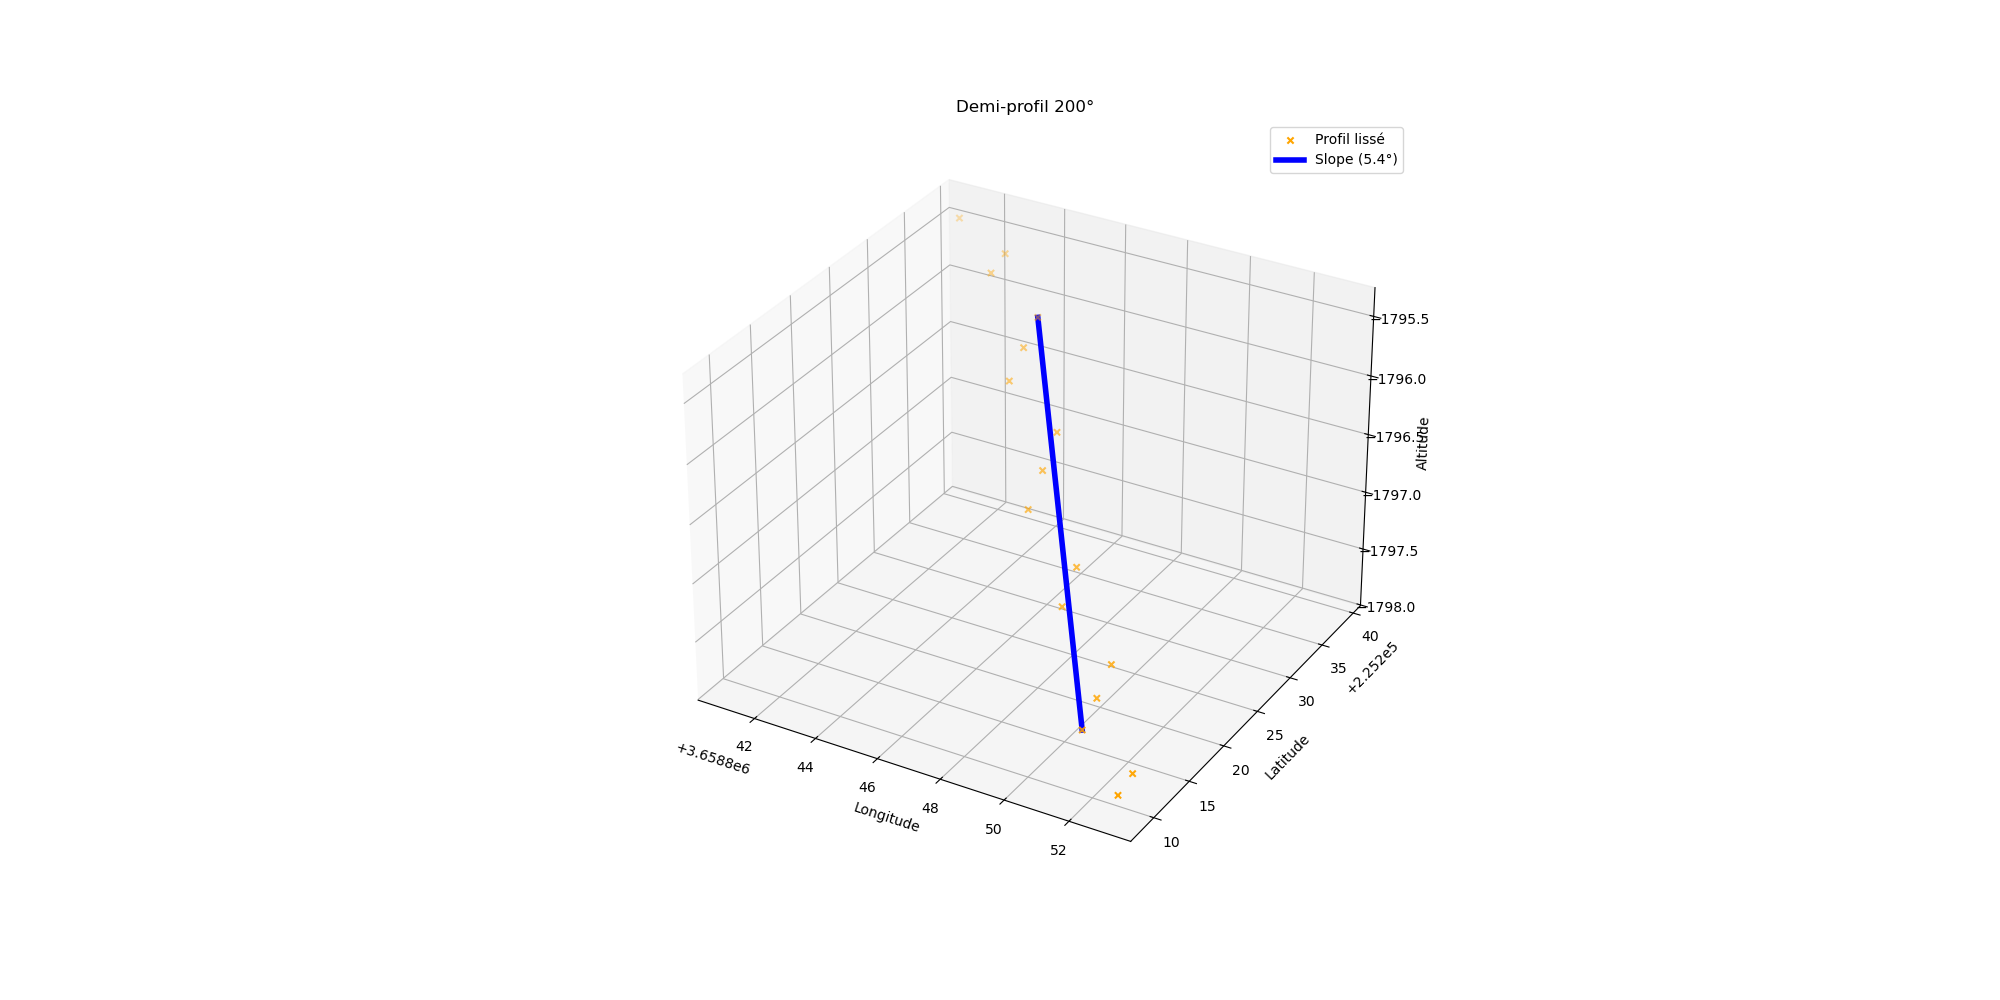 Demi-profil 200°
Profil lissé
Slope (5.4°)
−1795.5
−1796.0
−1796.5
−1797.0
−1797.5
−1798.0
Altitude
40
35
30
25
20
15
10
+2.252e5
Latitude
42
44
46
48
50
52
+3.6588e6
Longitude